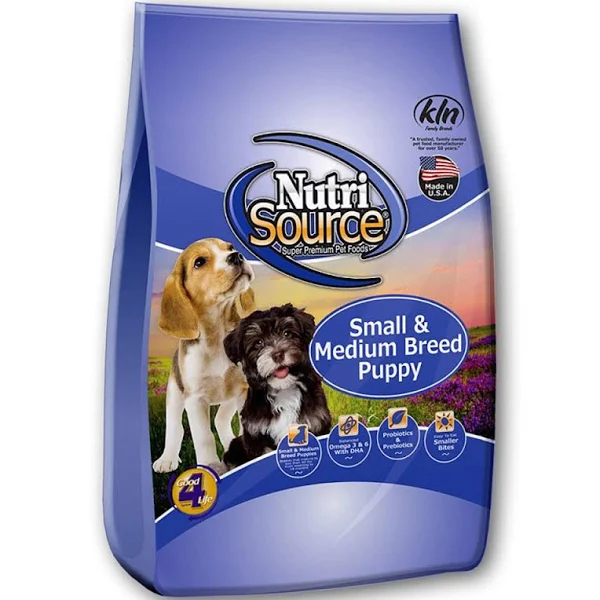 kln
Family Brands
"A trusted, family owned
pet food manufacturer
for over 50 years."
Made in
U.S.A.
Nutri
Source®
Super Premium Pet Foods
Small &
Medium Breed
Puppy
Small & Medium
Breed Puppies
Balanced
Omega 3 & 6
With DHA
Probiotics
&
Prebiotics
Easy To Eat
Smaller
Bites
Good
4
Life